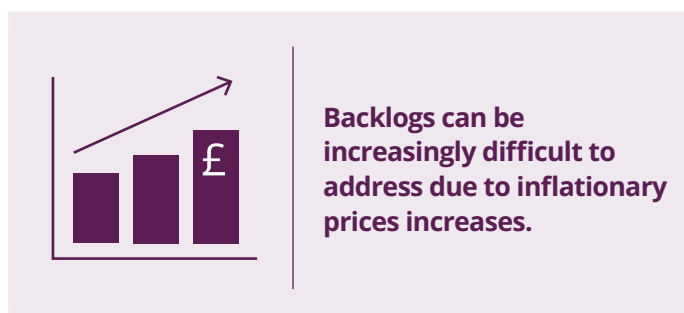 £
Backlogs can be
increasingly difficult to
address due to inflationary
prices increases.